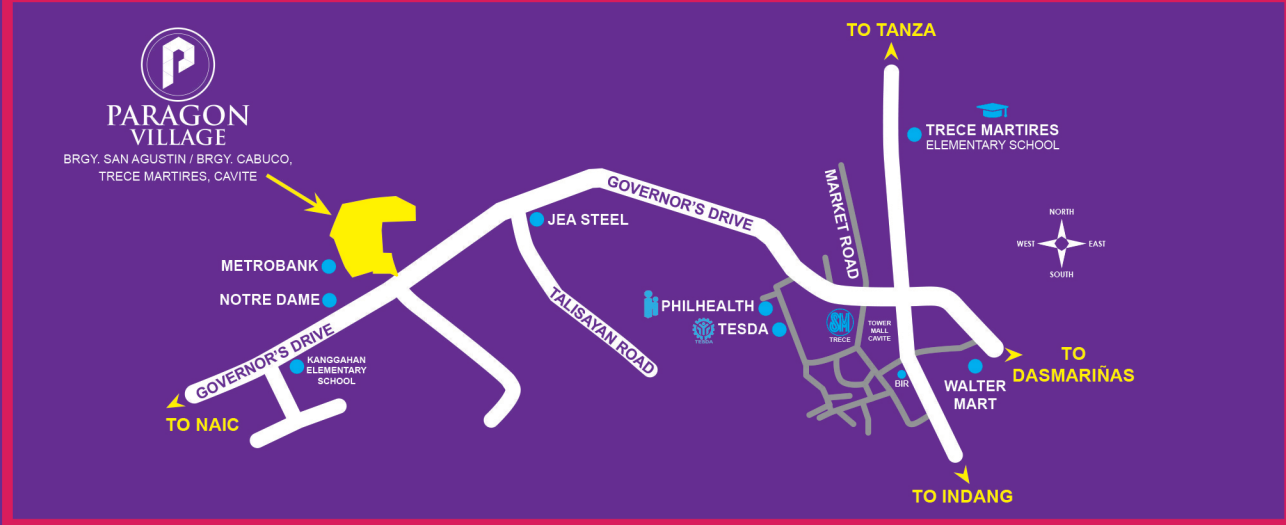 PARAGON
VILLAGE
BRGY. SAN AGUSTIN / BRGY. CABUCO,
TRECE MARTIRES, CAVITE
TO TANZA
TRECE MARTIRES
ELEMENTARY SCHOOL
GOVERNOR'S DRIVE
MARKET ROAD
JEA STEEL
NORTH
WEST
EAST
SOUTH
METROBANK
NOTRE DAME
TALISAYAN ROAD
PHILHEALTH
TESDA
TESDA
SM
TRECE
TOWER
MALL
CAVITE
GOVERNOR'S DRIVE
KANGGAHAN
ELEMENTARY
SCHOOL
TO NAIC
BIR
WALTER
MART
TO
DASMARIÑAS
TO INDANG